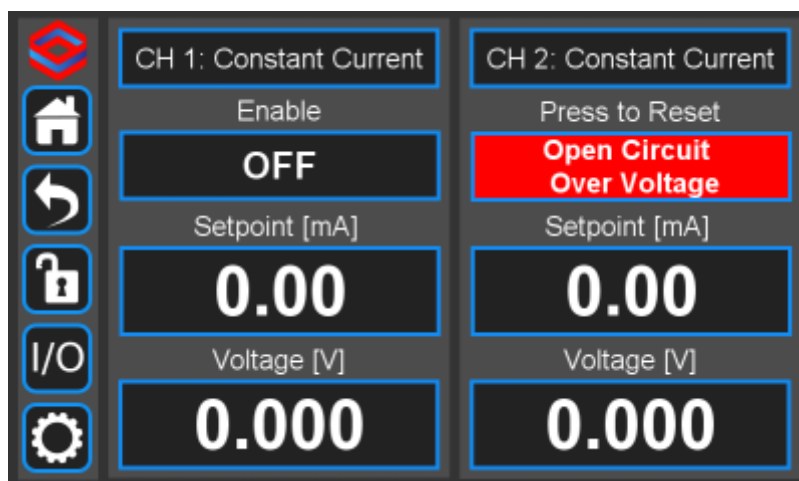 CH 1: Constant Current
Enable
OFF
Setpoint [mA]
0.00
Voltage [V]
0.000
CH 2: Constant Current
Press to Reset
Open Circuit
Over Voltage
Setpoint [mA]
0.00
Voltage [V]
0.000
I/O